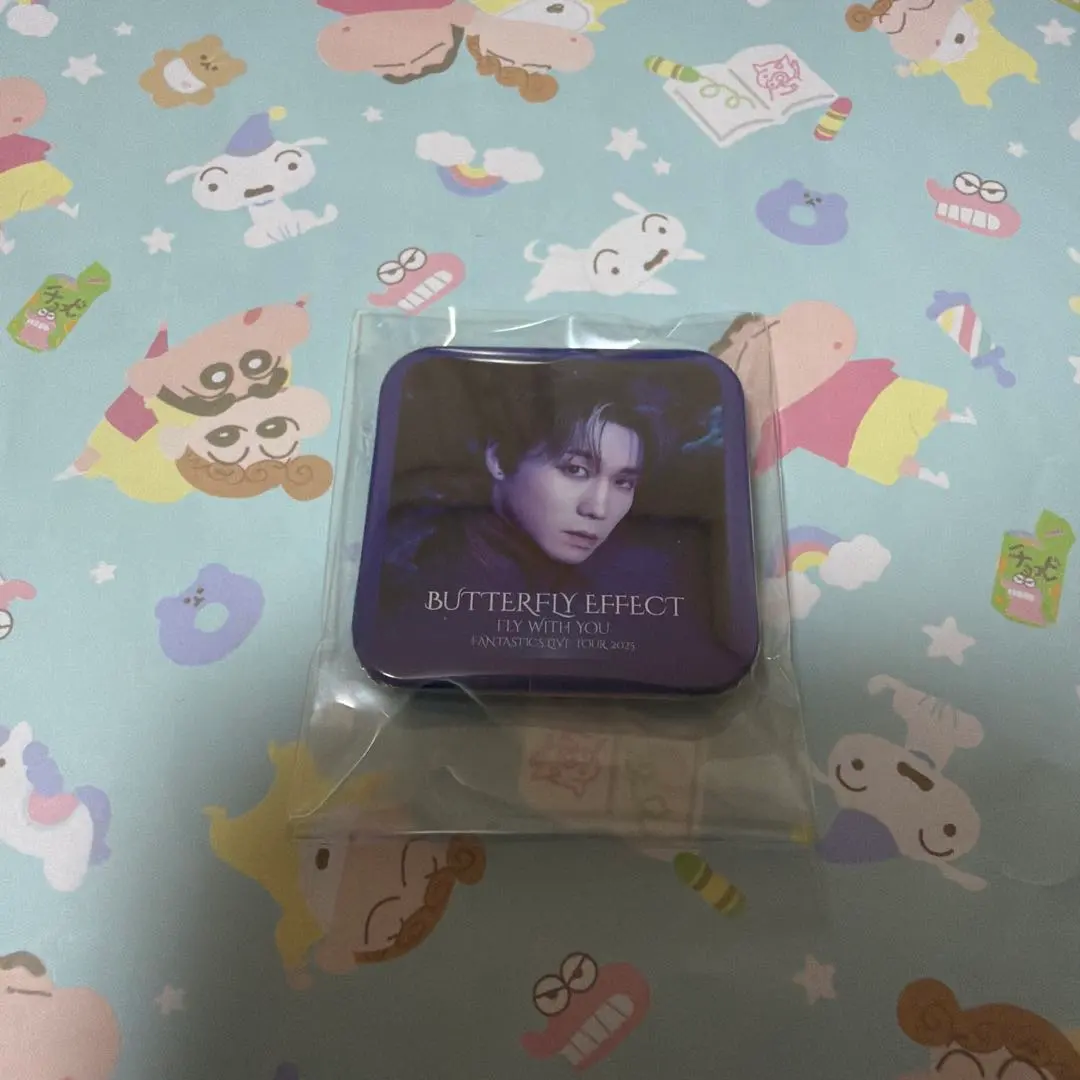 チョコビ
BUTTERFLY EFFECT
FLY WITH YOU
FANTASTICS LIVE TOUR 2025
チョコビ